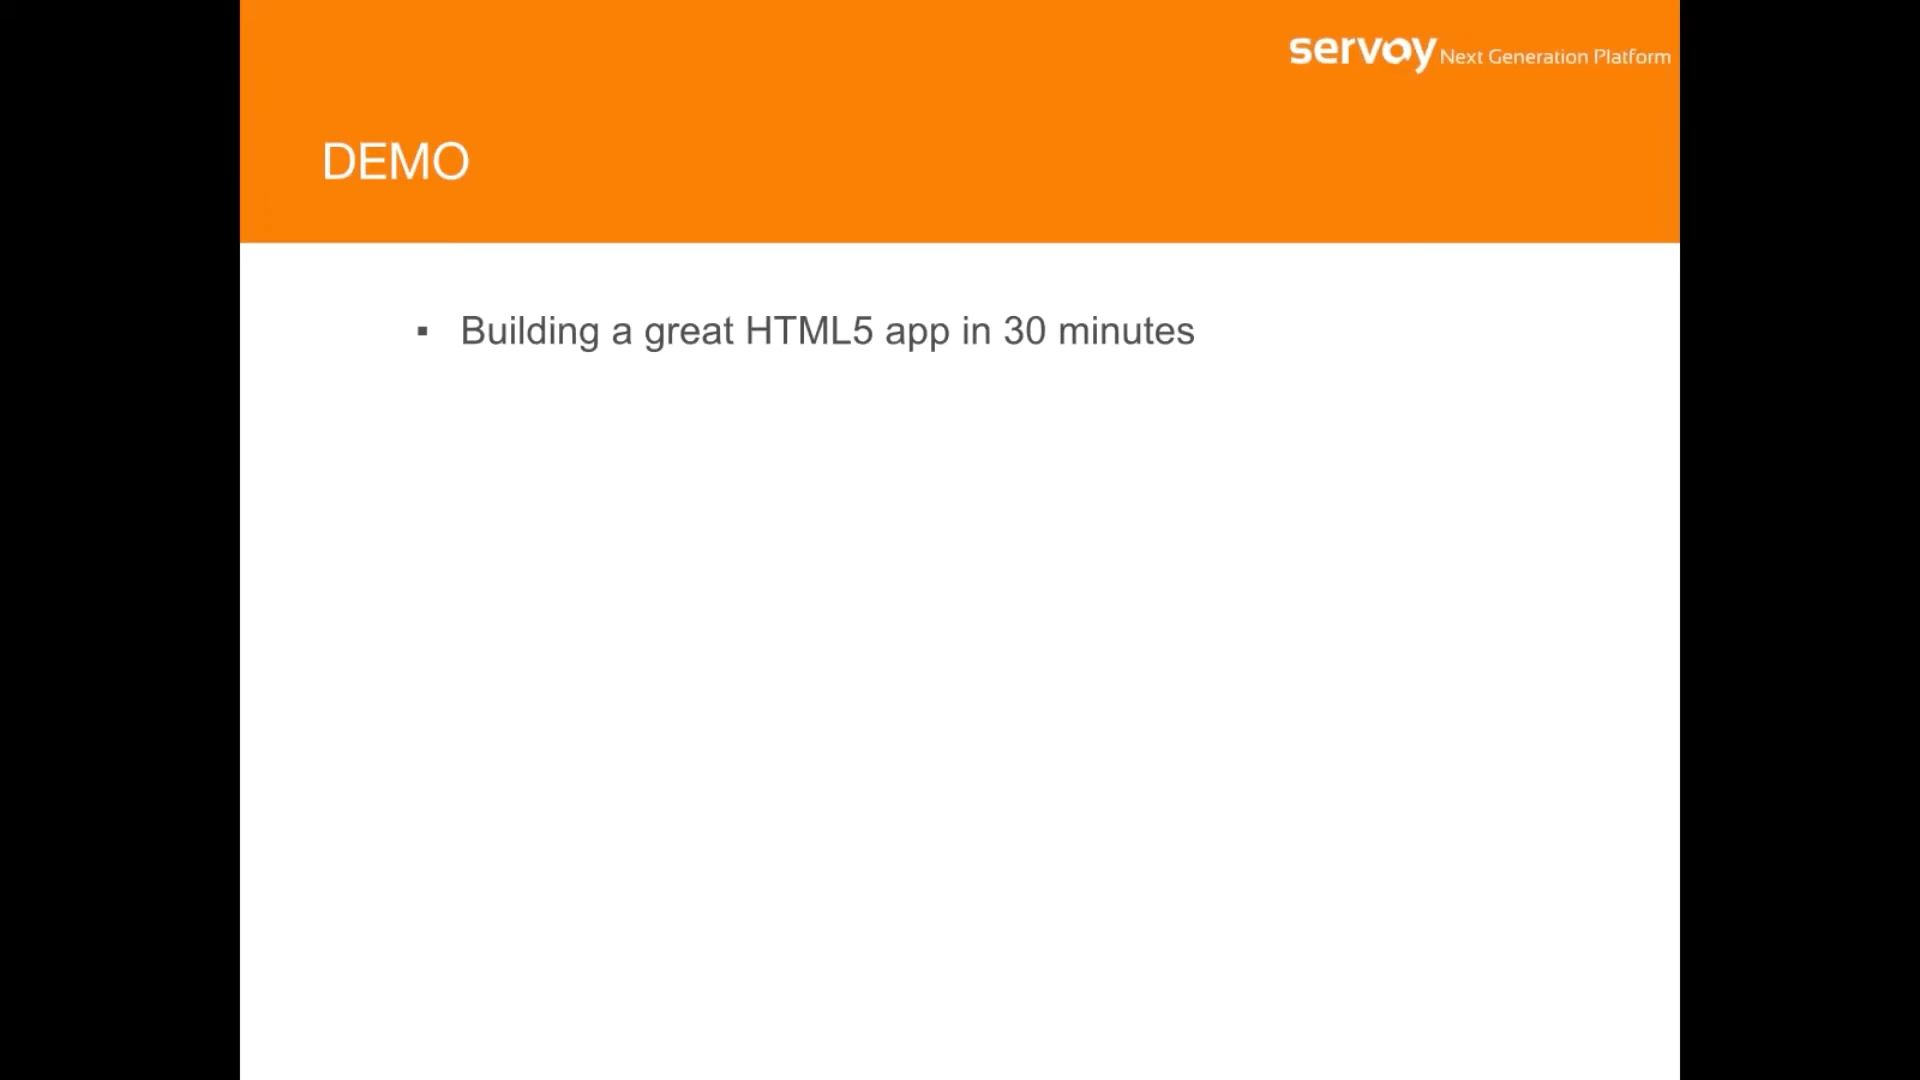 servoy Next Generation Platform
DEMO
▪ Building a great HTML5 app in 30 minutes